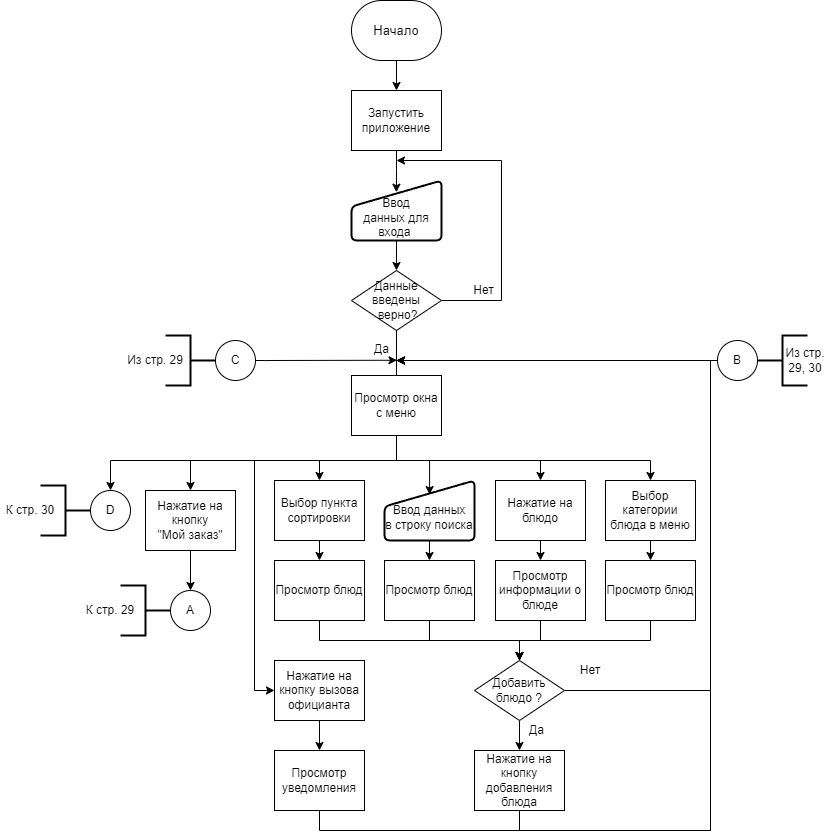 Начало
Запустить
приложение
Ввод
данных для
входа
Данные
введены
верно?
Нет
Да
Из стр. 29
C
B
Из стр.
29, 30
Просмотр окна
с меню
К стр. 30
D
Нажатие на
кнопку
"Мой заказ"
Выбор пункта
сортировки
Ввод данных
в строку поиска
Нажатие на
блюдо
Выбор
категории
блюда в меню
К стр. 29
A
Просмотр блюд
Просмотр блюд
Просмотр
информации о
блюде
Просмотр блюд
Нажатие на
кнопку вызова
официанта
Добавить
блюдо ?
Нет
Да
Просмотр
уведомления
Нажатие на
кнопку
добавления
блюда